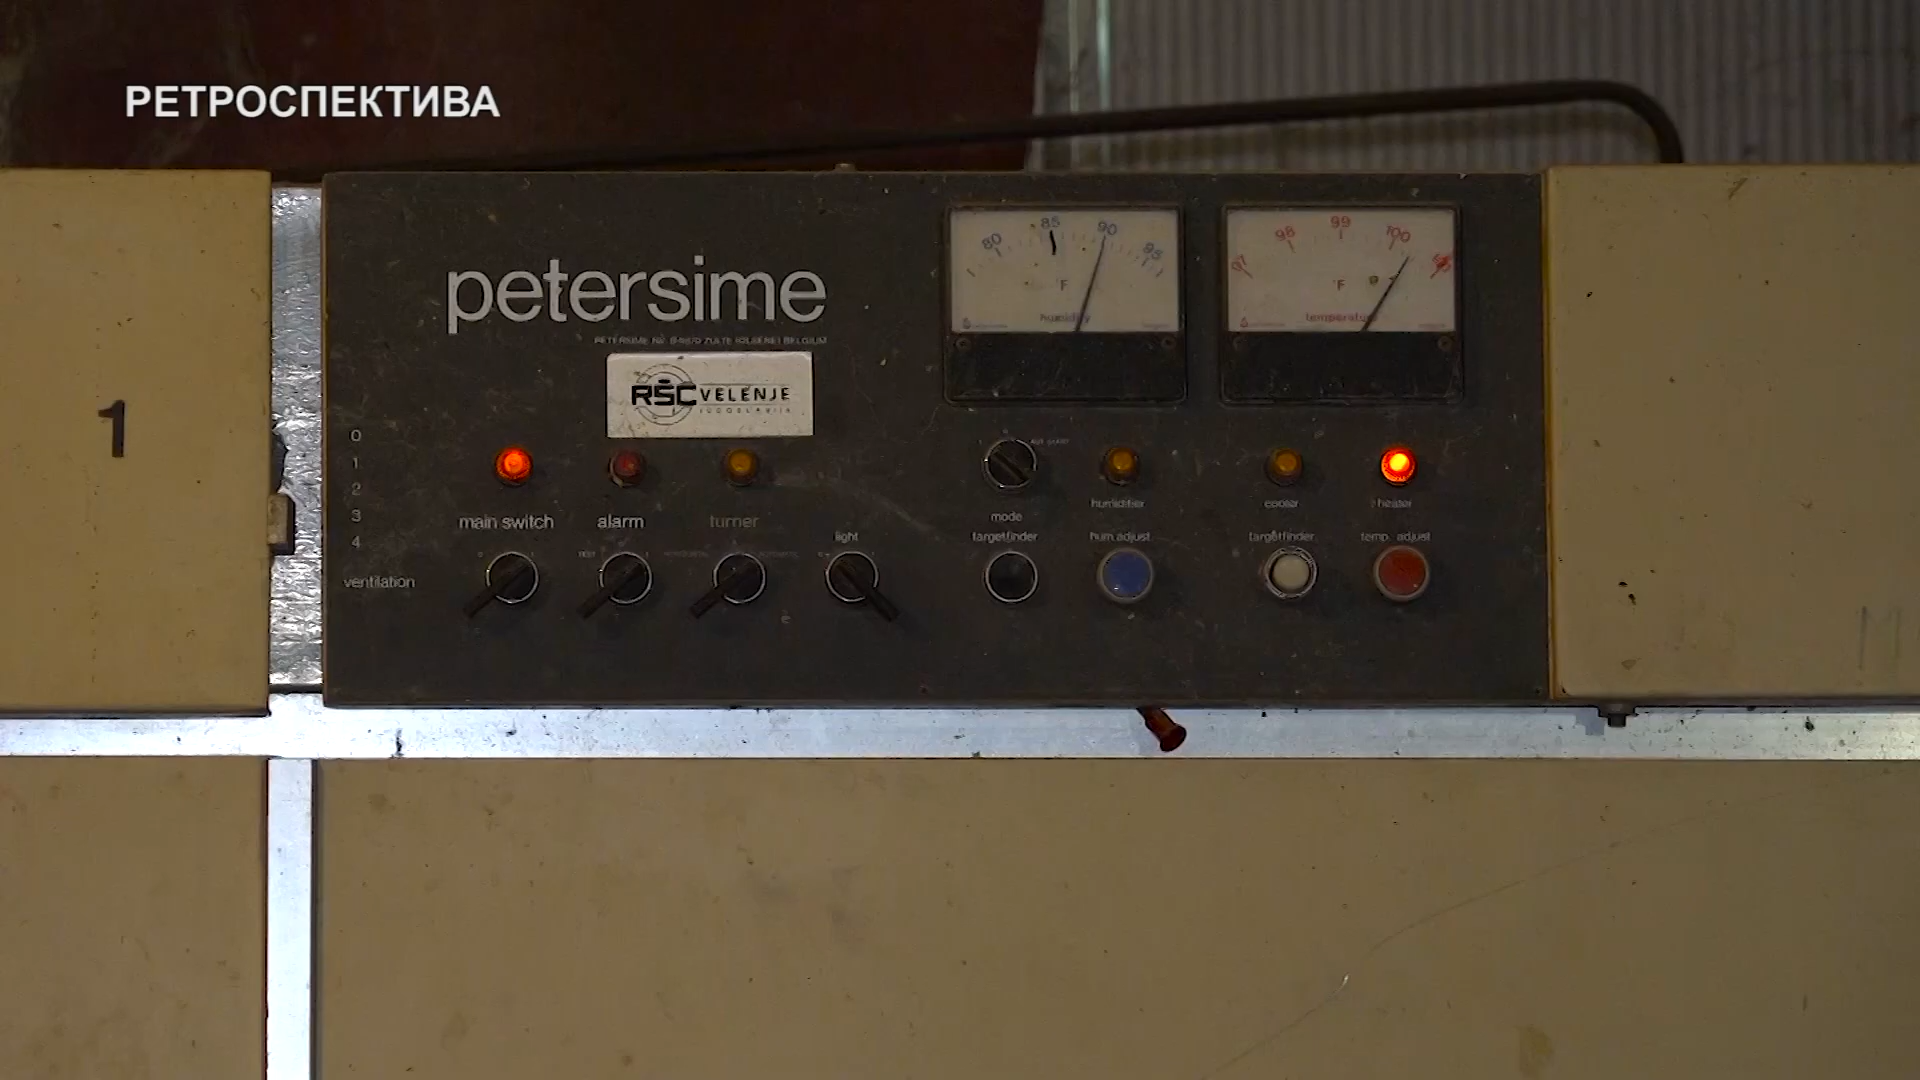 РЕТРОСПЕКТИВА
petersime
RŠC VELENJE
JUGOSLAVIJA
1
80 85 90 95
°F
humidity
97 98 99 100
°F
temperature
0
1
2
3
4
ventilation
main switch
alarm
turner
light
mode
humidifier
cooler
heater
targetfinder
hum. adjust
targetfinder
temp. adjust